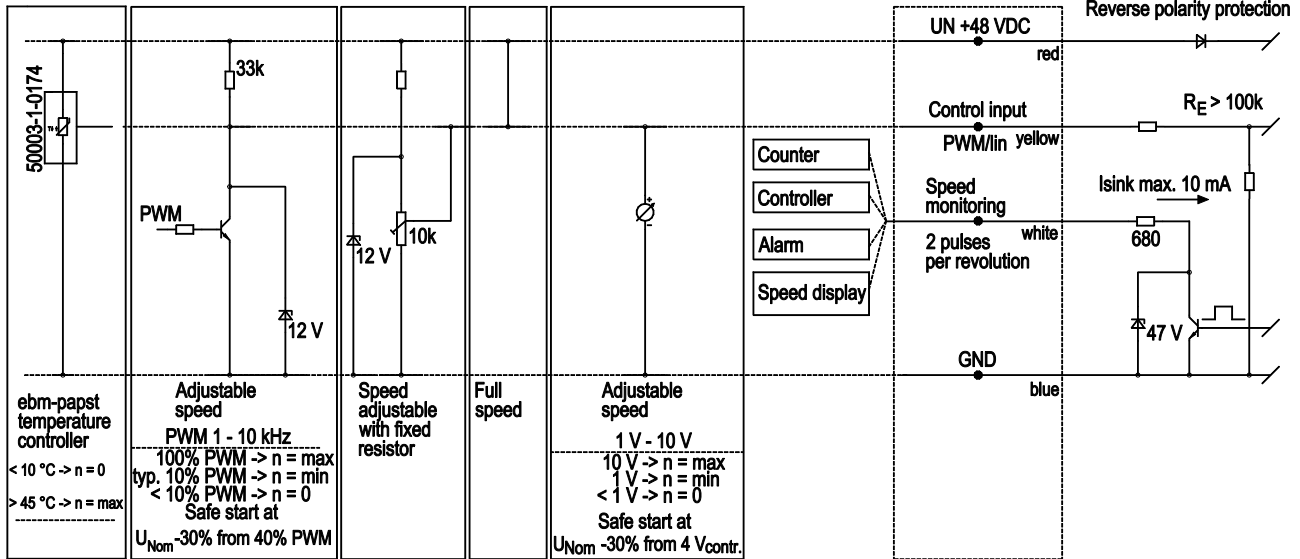 50003-1-0174
ebm-papst
temperature
controller
< 10 °C -> n = 0
> 45 °C -> n = max
33k
PWM
12 V
Adjustable
speed
PWM 1 - 10 kHz
100% PWM -> n = max
typ. 10% PWM -> n = min
< 10% PWM -> n = 0
Safe start at
UNom -30% from 40% PWM
12 V
10k
Speed
adjustable
with fixed
resistor
Full
speed
+
-
Adjustable
speed
1 V - 10 V
10 V -> n = max
1 V -> n = min
< 1 V -> n = 0
Safe start at
UNom -30% from 4 Vcontr.
Counter
Controller
Alarm
Speed display
UN +48 VDC
red
Control input
PWM/lin yellow
Speed
monitoring
white
2 pulses
per revolution
GND
blue
Reverse polarity protection
RE > 100k
Isink max. 10 mA
680
47 V